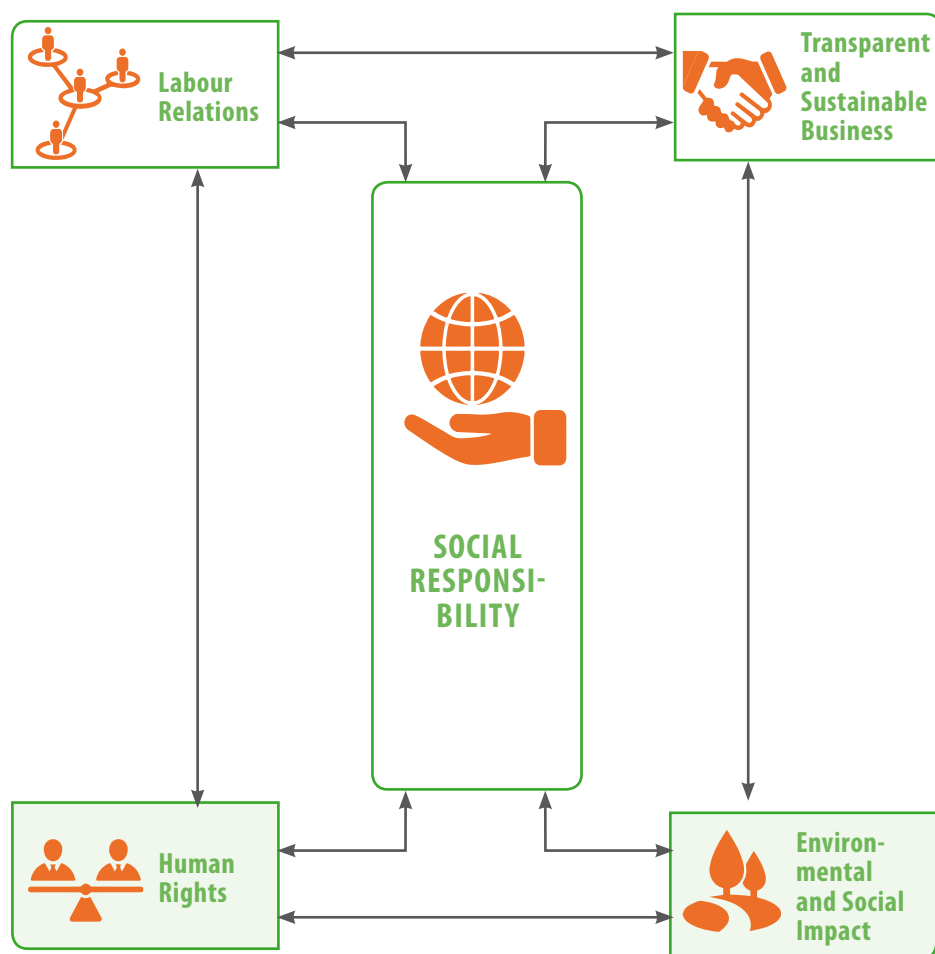 Labour
Relations
Transparent
and
Sustainable
Business
SOCIAL
RESPONSI-
BILITY
Human
Rights
Environ-
mental
and Social
Impact